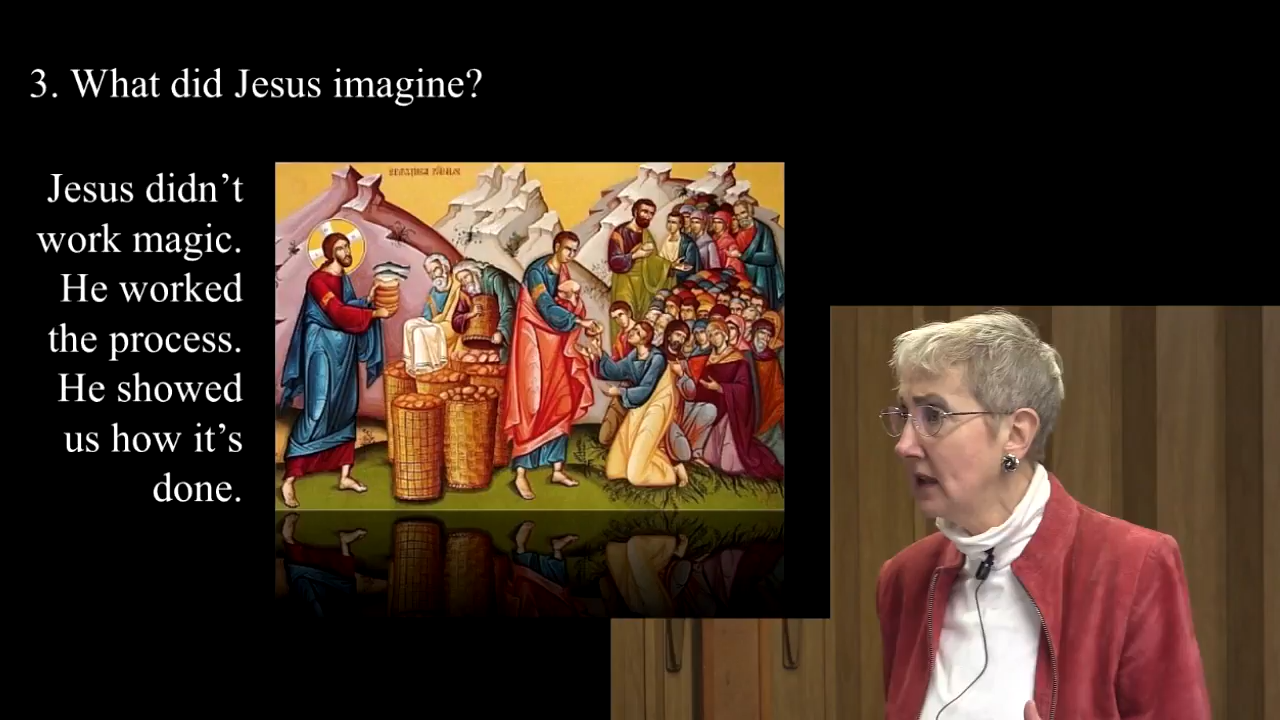 3. What did Jesus imagine?
Jesus didn’t
work magic.
He worked
the process.
He showed
us how it’s
done.